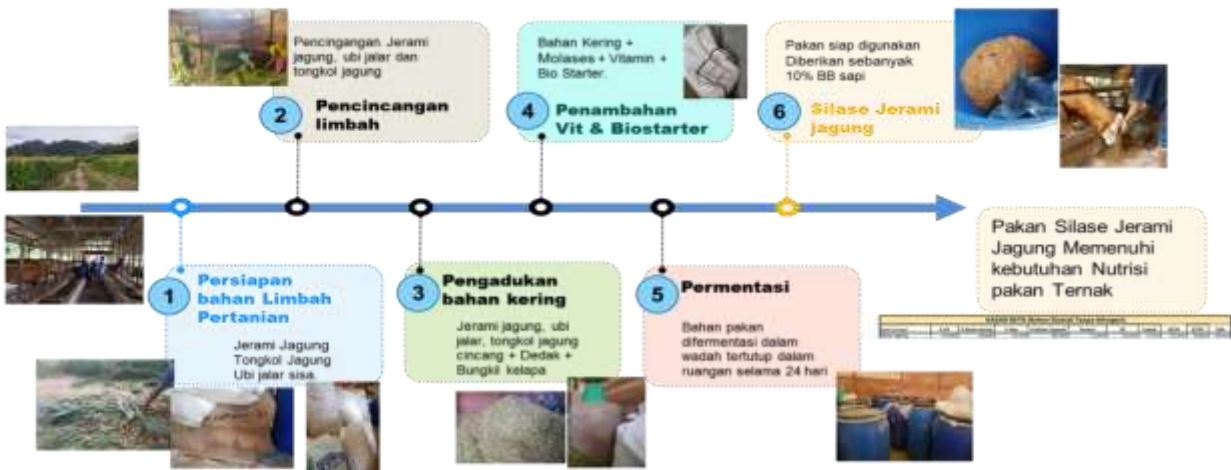 1
Persiapan
bahan Limbah
Pertanian
Jerami Jagung
Tongkol Jagung
Ubi jalar sisa.
2
Pencingangan Jerami
jagung, ubi jalar dan
tongkol jagung
Pencincangan
limbah
3
Pengadukan
bahan kering
Jerami jagung, ubi
jalar, tongkol jagung
cincang + Dedak +
Bungkil kelapa
4
Bahan Kering +
Molases + Vitamin +
Bio Starter.
Penambahan
Vit & Biostarter
5
Permentasi
Bahan pakan
difermentasi dalam
wadah tertutup dalam
ruangan selama 24 hari
6
Pakan siap digunakan
Diberikan sebanyak
10% BB sapi
Silase Jerami
jagung
Pakan Silase Jerami
Jagung Memenuhi
kebutuhan Nutrisi
pakan Ternak